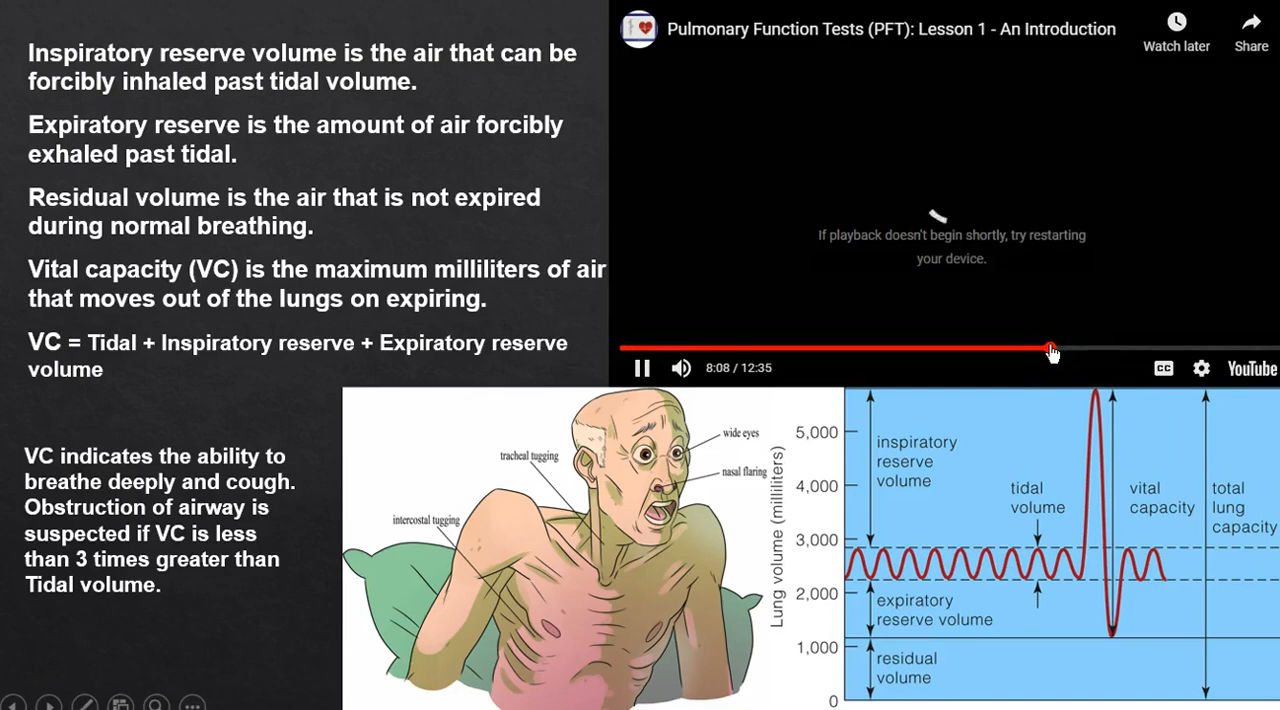 Inspiratory reserve volume is the air that can be
forcibly inhaled past tidal volume.
Expiratory reserve is the amount of air forcibly
exhaled past tidal.
Residual volume is the air that is not expired
during normal breathing.
Vital capacity (VC) is the maximum milliliters of air
that moves out of the lungs on expiring.
VC = Tidal + Inspiratory reserve + Expiratory reserve
volume
VC indicates the ability to
breathe deeply and cough.
Obstruction of airway is
suspected if VC is less
than 3 times greater than
Tidal volume.
Pulmonary Function Tests (PFT): Lesson 1 - An Introduction
Watch later
Share
If playback doesn't begin shortly, try restarting
your device.
8:08 / 12:35
CC
YouTube
wide eyes
tracheal tugging
nasal flaring
intercostal tugging
Lung volume (milliliters)
5,000
4,000
3,000
2,000
1,000
0
inspiratory
reserve
volume
tidal
volume
vital
capacity
total
lung
capacity
expiratory
reserve volume
residual
volume